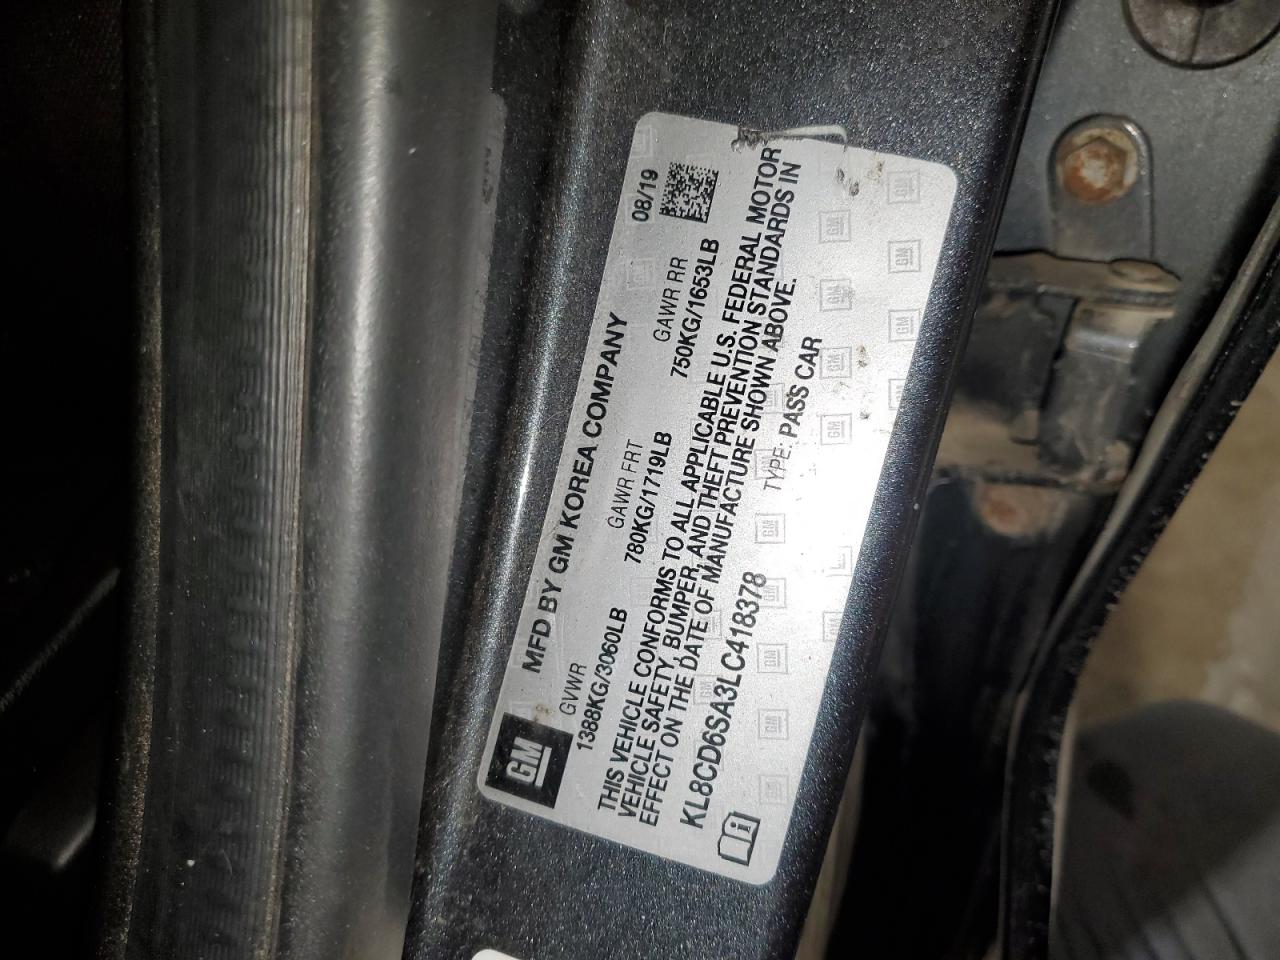 GM
MFD BY GM KOREA COMPANY 08/19
GVWR GAWR FRT GAWR RR
1388KG/3060LB 780KG/1719LB 750KG/1653LB
THIS VEHICLE CONFORMS TO ALL APPLICABLE U.S. FEDERAL MOTOR
VEHICLE SAFETY, BUMPER, AND THEFT PREVENTION STANDARDS IN
EFFECT ON THE DATE OF MANUFACTURE SHOWN ABOVE.
KL8CD6SA3LC418378 TYPE: PASS CAR